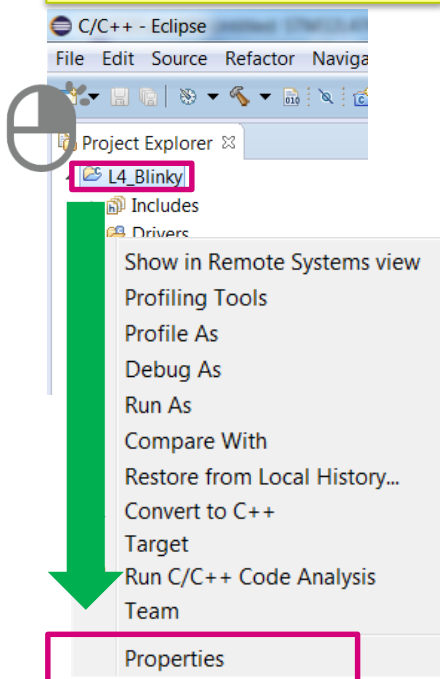 C/C++ - Eclipse
File Edit Source Refactor Naviga
010
Project Explorer
L4_Blinky
Includes
Drivers
Show in Remote Systems view
Profiling Tools
Profile As
Debug As
Run As
Compare With
Restore from Local History...
Convert to C++
Target
Run C/C++ Code Analysis
Team
Properties